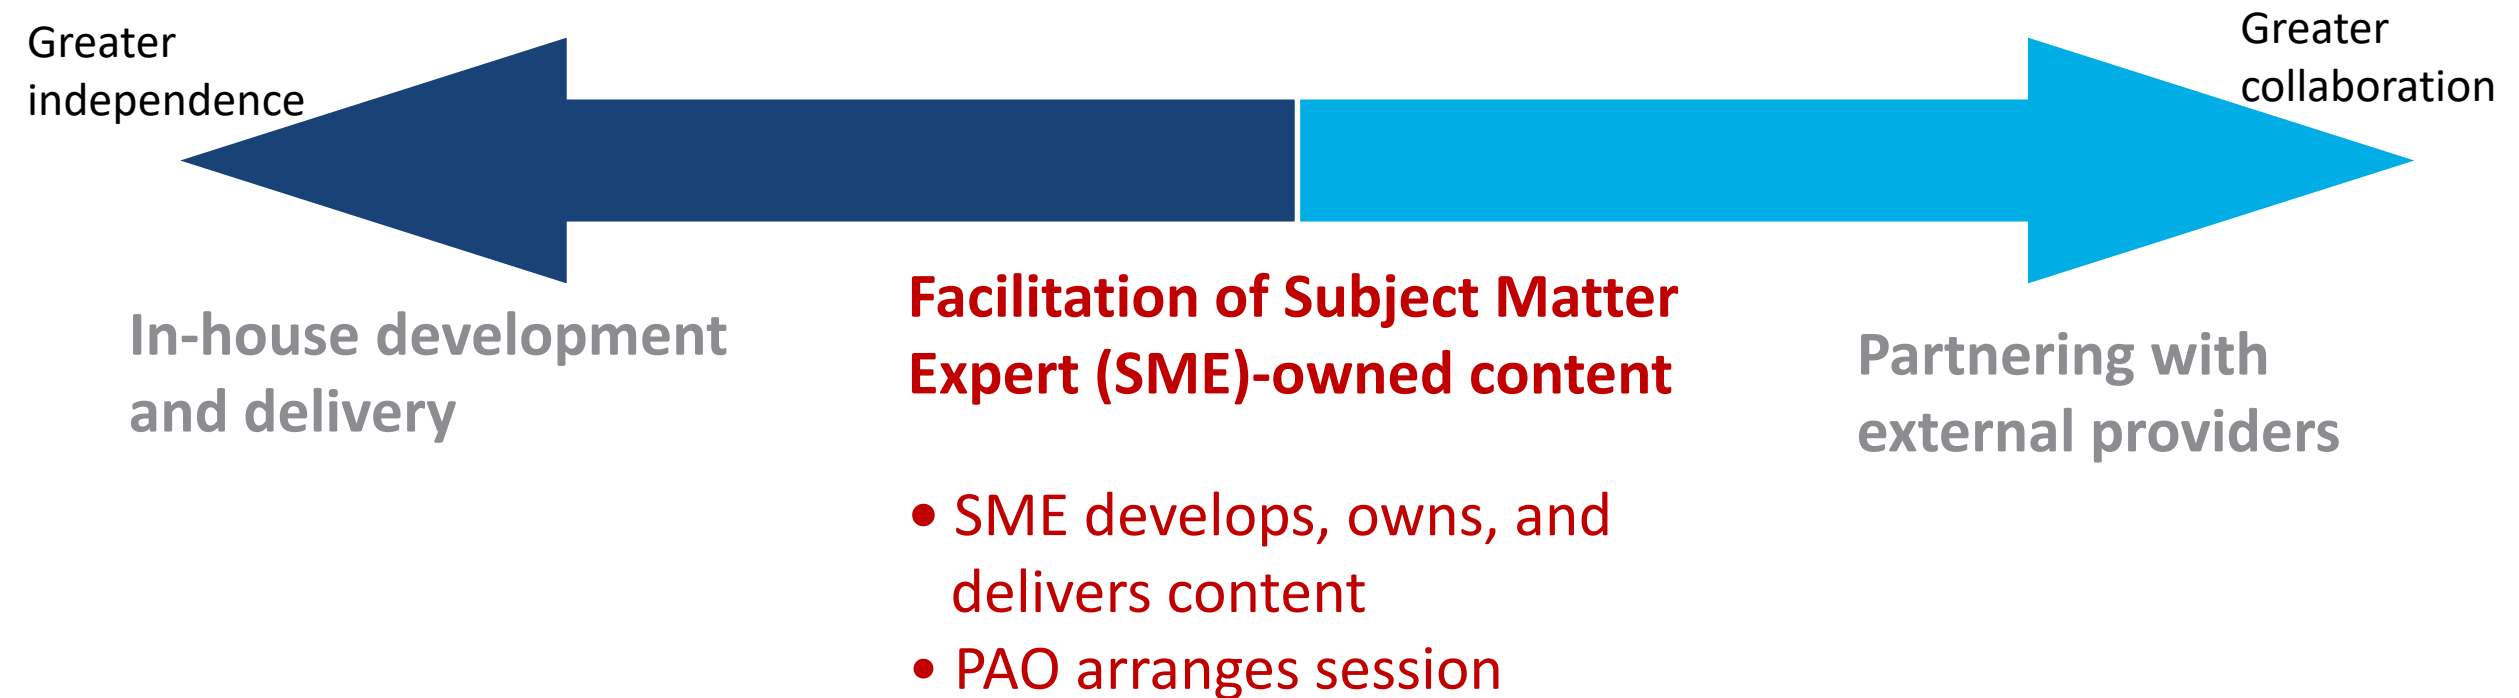 Greater
independence
Greater
collaboration
In-house development
and delivery
Facilitation of Subject Matter
Expert (SME)-owned content
• SME develops, owns, and
delivers content
• PAO arranges session
Partnering with
external providers